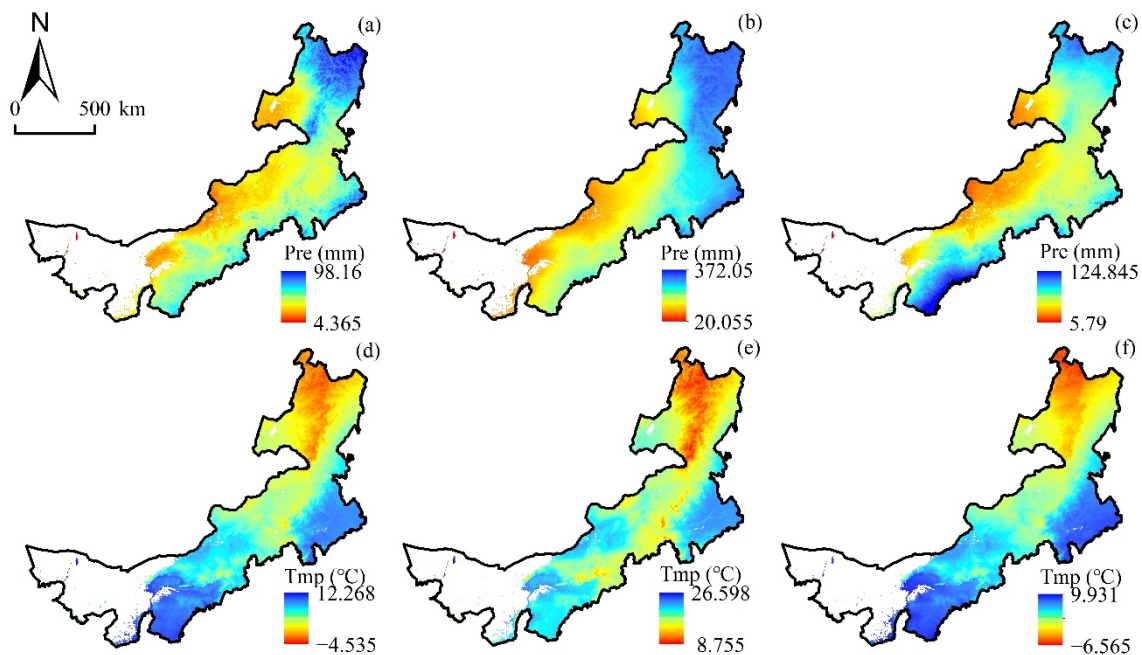 N
0 500 km
(a)
Pre (mm)
98.16
4.365
(b)
Pre (mm)
372.05
20.055
(c)
Prc (mm)
124.845
5.79
(d)
Tmp (°C)
12.268
−4.535
(e)
Tmp (°C)
26.598
8.755
(f)
Tmp (°C)
9.931
−6.565